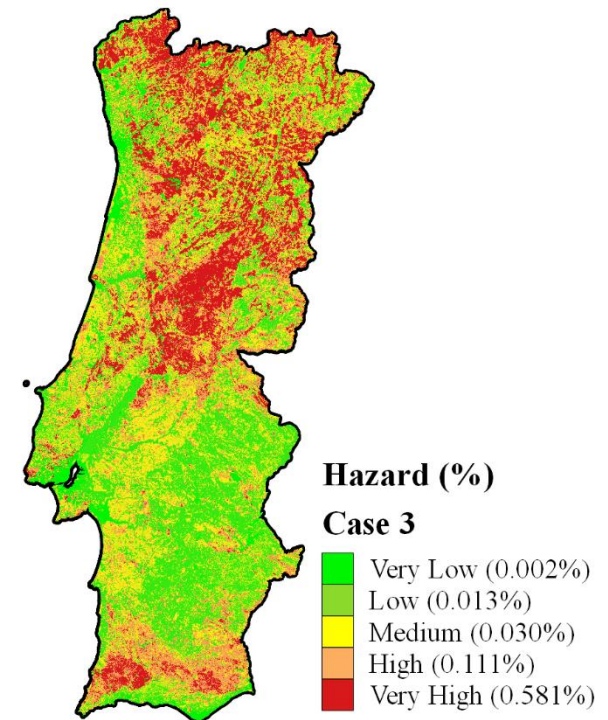 Hazard (%)
Case 3
Very Low (0.002%)
Low (0.013%)
Medium (0.030%)
High (0.111%)
Very High (0.581%)